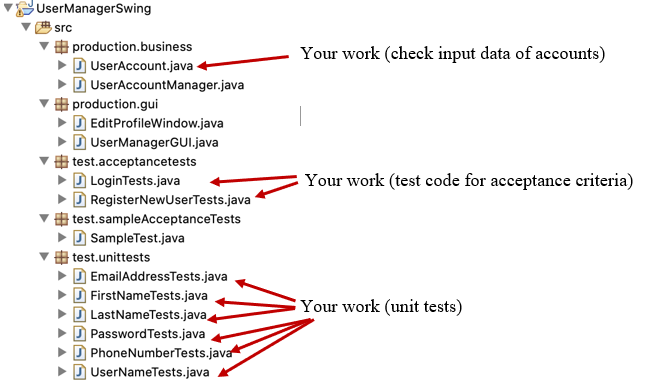 UserManagerSwing
src
production.business
UserAccount.java
Your work (check input data of accounts)
UserAccountManager.java
production.gui
EditProfileWindow.java
UserManagerGUI.java
test.acceptancetests
LoginTests.java
Your work (test code for acceptance criteria)
RegisterNewUserTests.java
test.sampleAcceptanceTests
SampleTest.java
test.unittests
EmailAddressTests.java
FirstNameTests.java
Your work (unit tests)
LastNameTests.java
PasswordTests.java
PhoneNumberTests.java
UserNameTests.java